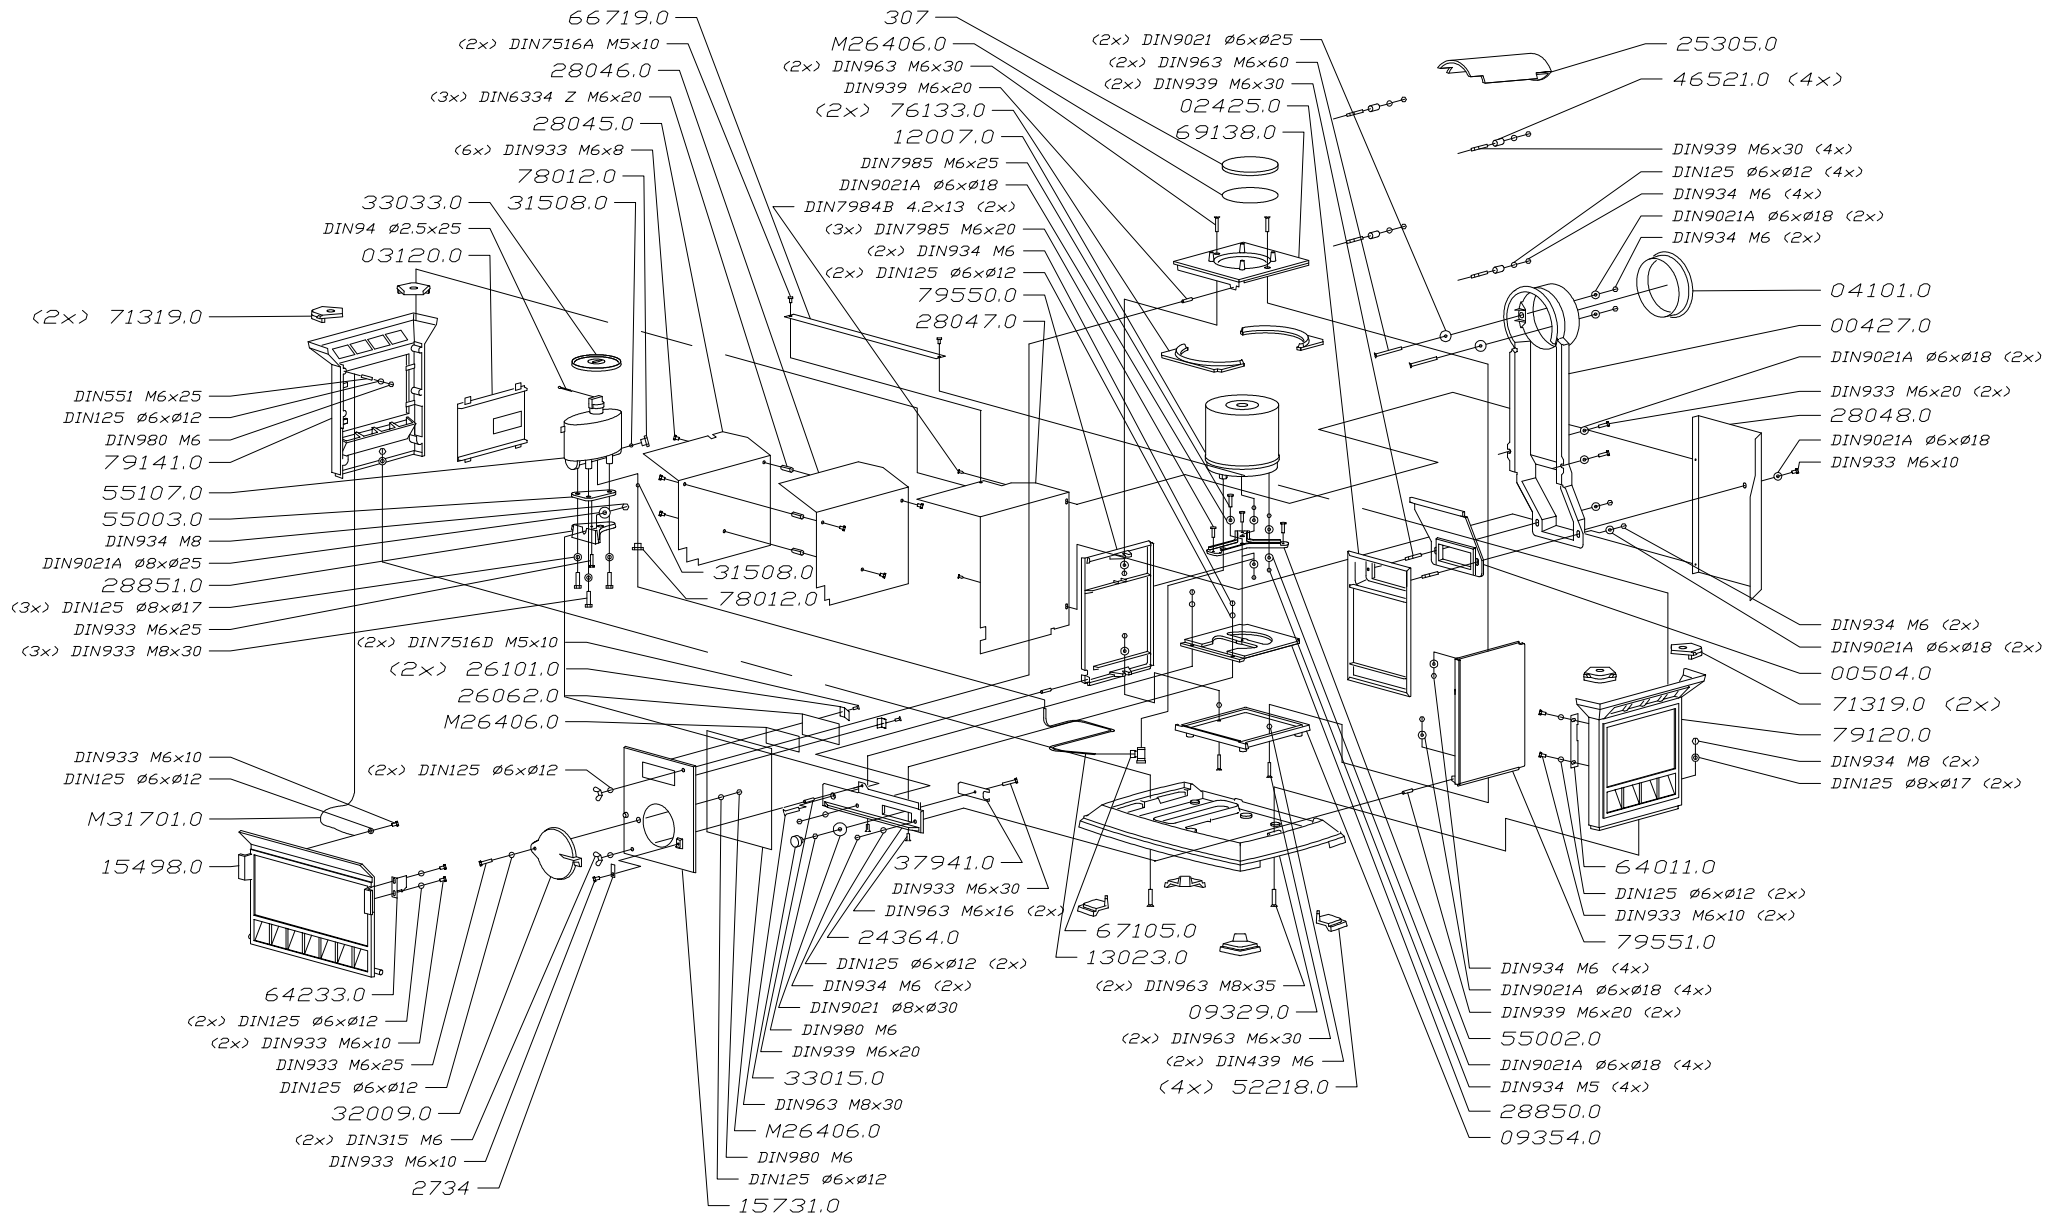 66719.0
(2x) DIN7516A M5x10
28046.0
(3x) DIN6334 Z M6x20
28045.0
(6x) DIN933 M6x8
78012.0
33033.0
31508.0
DIN94 Ø2.5x25
03120.0
(2x) 71319.0
DIN551 M6x25
DIN125 Ø6xØ12
DIN980 M6
79141.0
55107.0
55003.0
DIN934 M8
DIN9021A Ø8xØ25
28851.0
(3x) DIN125 Ø8xØ17
DIN933 M6x25
(3x) DIN933 M8x30
307
M26406.0
(2x) DIN963 M6x30
DIN939 M6x20
(2x) 76133.0
12007.0
DIN7985 M6x25
DIN9021A Ø6xØ18
DIN7984B 4.2x13 (2x)
(3x) DIN7985 M6x20
(2x) DIN934 M6
(2x) DIN125 Ø6xØ12
79550.0
28047.0
(2x) DIN9021 Ø6xØ25
(2x) DIN963 M6x60
(2x) DIN939 M6x30
02425.0
69138.0
25305.0
46521.0 (4x)
DIN939 M6x30 (4x)
DIN125 Ø6xØ12 (4x)
DIN934 M6 (4x)
DIN9021A Ø6xØ18 (2x)
DIN934 M6 (2x)
04101.0
00427.0
DIN9021A Ø6xØ18 (2x)
DIN933 M6x20 (2x)
28048.0
DIN9021A Ø6xØ18
DIN933 M6x10
31508.0
78012.0
(2x) DIN7516D M5x10
(2x) 26101.0
26062.0
M26406.0
DIN934 M6 (2x)
DIN9021A Ø6xØ18 (2x)
00504.0
71319.0 (2x)
79120.0
DIN934 M8 (2x)
DIN125 Ø8xØ17 (2x)
DIN933 M6x10
DIN125 Ø6xØ12
M31701.0
15498.0
(2x) DIN125 Ø6xØ12
64233.0
(2x) DIN125 Ø6xØ12
(2x) DIN933 M6x10
DIN933 M6x25
DIN125 Ø6xØ12
32009.0
(2x) DIN315 M6
DIN933 M6x10
2734
37941.0
DIN933 M6x30
DIN963 M6x16 (2x)
24364.0
DIN125 Ø6xØ12 (2x)
DIN934 M6 (2x)
DIN9021 Ø8xØ30
DIN980 M6
DIN939 M6x20
33015.0
DIN963 M8x30
M26406.0
DIN980 M6
DIN125 Ø6xØ12
15731.0
67105.0
13023.0
(2x) DIN963 M8x35
09329.0
(2x) DIN963 M6x30
(2x) DIN439 M6
(4x) 52218.0
64011.0
DIN125 Ø6xØ12 (2x)
DIN933 M6x10 (2x)
79551.0
DIN934 M6 (4x)
DIN9021A Ø6xØ18 (4x)
DIN939 M6x20 (2x)
55002.0
DIN9021A Ø6xØ18 (4x)
DIN934 M5 (4x)
28850.0
09354.0